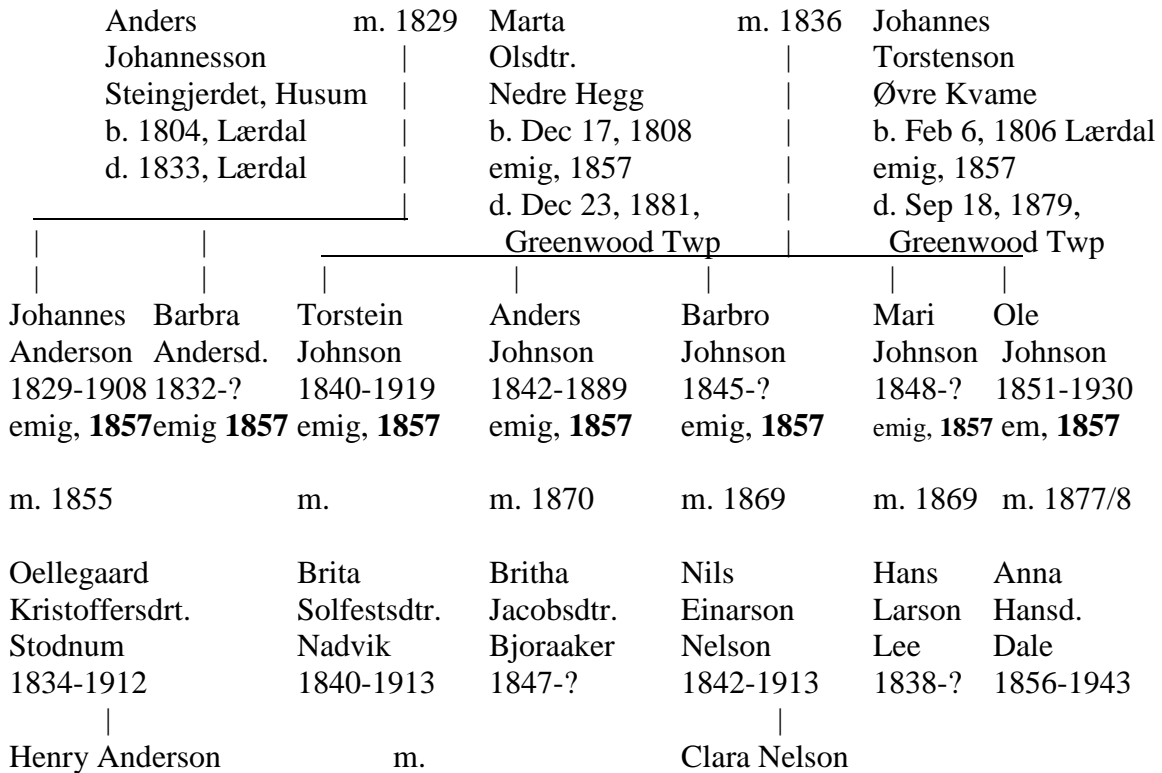 Anders m. 1829 Marta m. 1836 Johannes
Johannesson Olsdtr. Torstenson
Steingjerdet, Husum Nedre Hegg Øvre Kvame
b. 1804, Lærdal b. Dec 17, 1808 b. Feb 6, 1806 Lærdal
d. 1833, Lærdal emig, 1857 emig, 1857
d. Dec 23, 1881, d. Sep 18, 1879,
Greenwood Twp Greenwood Twp
Johannes Barbra Torstein Anders Barbro Mari Ole
Anderson Andersd. Johnson Johnson Johnson Johnson Johnson
1829-1908 1832-? 1840-1919 1842-1889 1845-? 1848-? 1851-1930
emig, 1857emig 1857 emig, 1857 emig, 1857 emig, 1857 emig, 1857 em, 1857
m. 1855 m. m. 1870 m. 1869 m. 1869 m. 1877/8
Oellegaard Brita Britha Nils Hans Anna
Kristoffersdrt. Solfestsdtr. Jacobsdtr. Einarson Larson Hansd.
Stodnum Nadvik Bjoraaker Nelson Lee Dale
1834-1912 1840-1913 1847-? 1842-1913 1838-? 1856-1943
Henry Anderson m. Clara Nelson